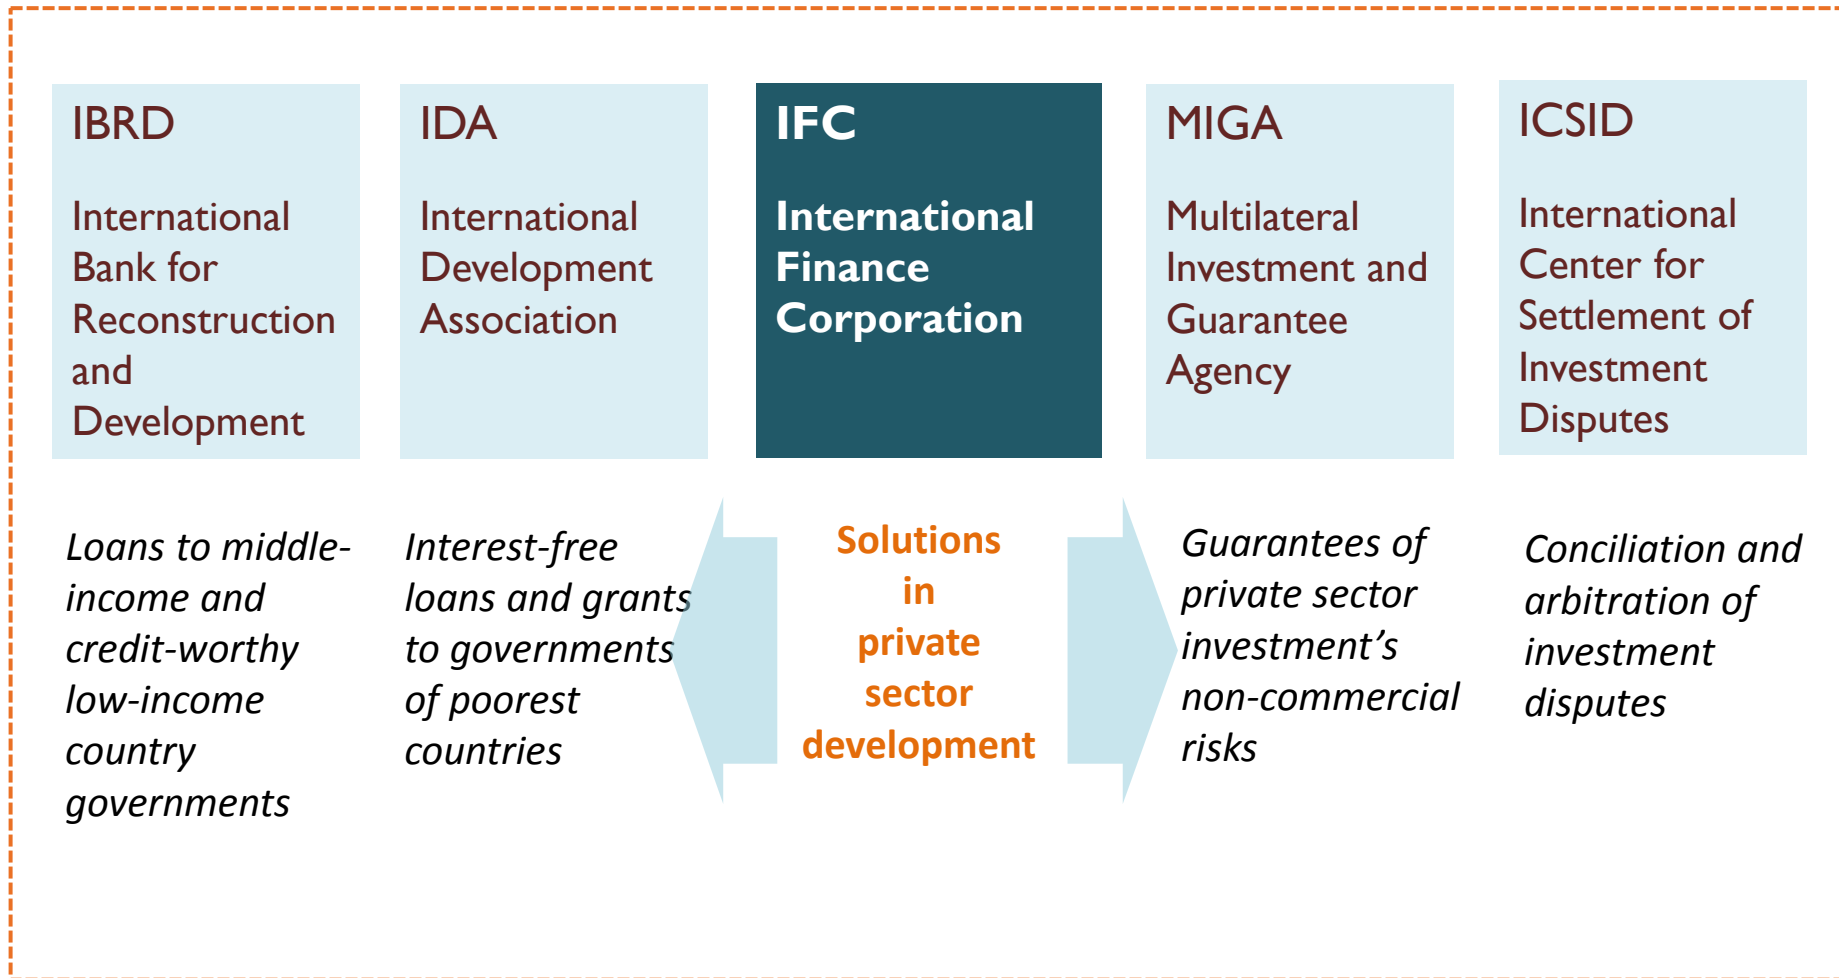 IBRD
International
Bank for
Reconstruction
and
Development
IDA
International
Development
Association
IFC
International
Finance
Corporation
MIGA
Multilateral
Investment and
Guarantee
Agency
ICSID
International
Center for
Settlement of
Investment
Disputes
Loans to middle-
income and
credit-worthy
low-income
country
governments
Interest-free
loans and grants
to governments
of poorest
countries
Solutions
in
private
sector
development
Guarantees of
private sector
investment’s
non-commercial
risks
Conciliation and
arbitration of
investment
disputes